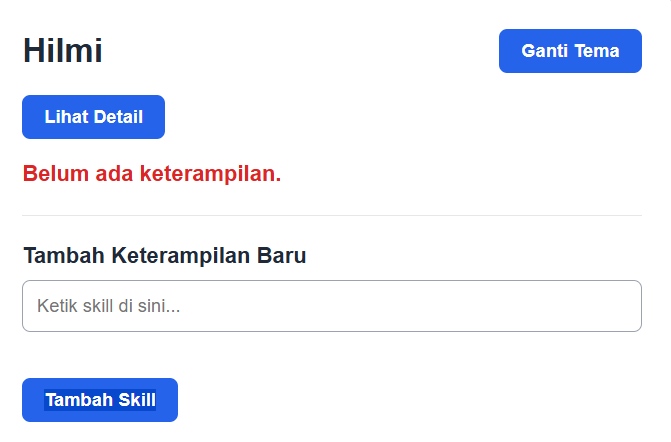 Hilmi
Ganti Tema
Lihat Detail
Belum ada keterampilan.
Tambah Keterampilan Baru
Ketik skill di sini...
Tambah Skill